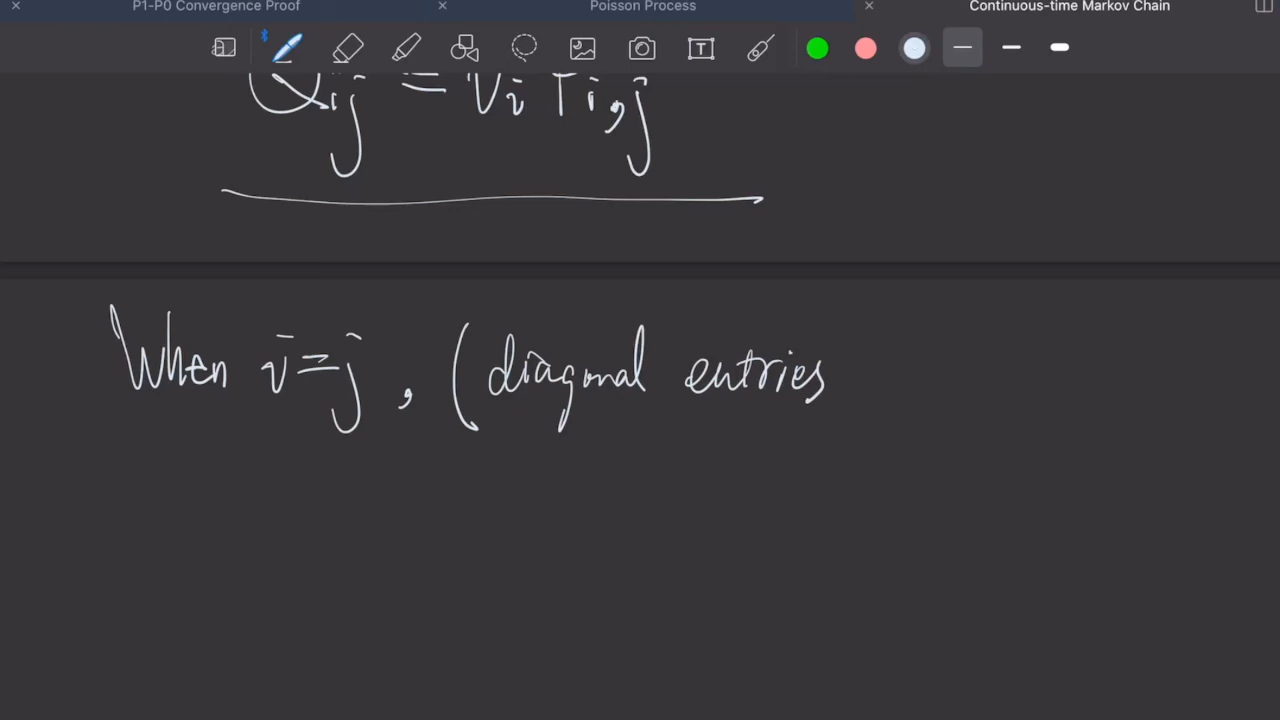 P1-P0 Convergence Proof Poisson Process Continuous-time Markov Chain
Qij = Vi Pi,j
When i=j, (diagonal entries